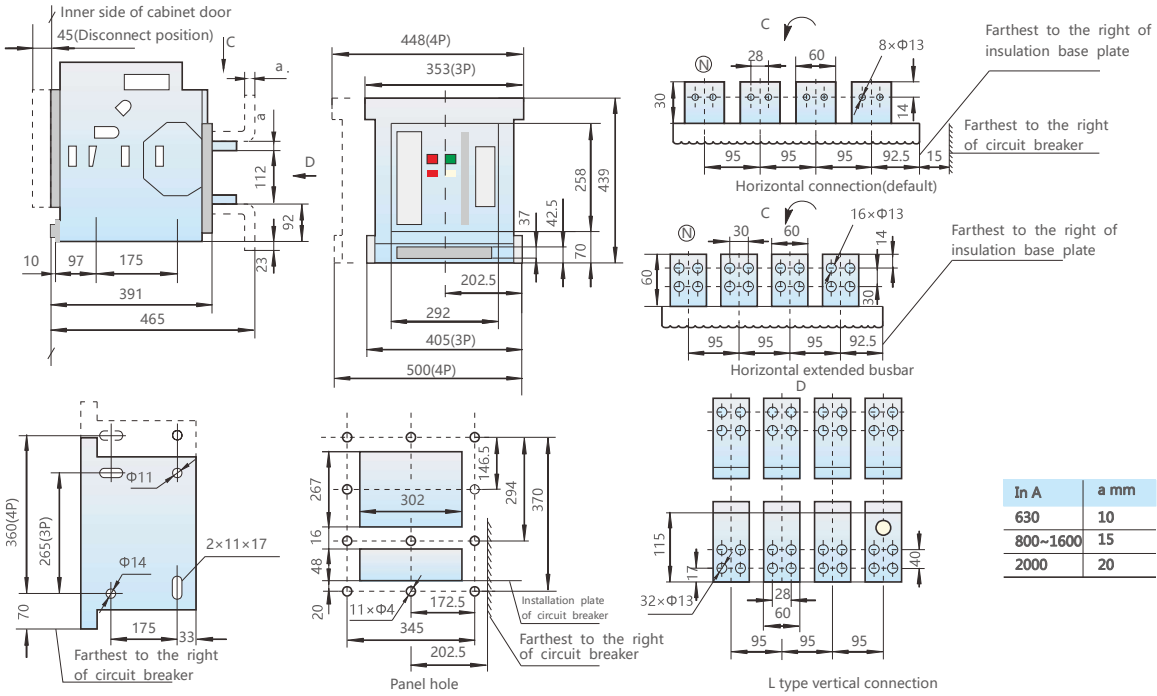 Inner side of cabinet door
45(Disconnect position)
C
a .
a
112
D
92
23
10
97
175
391
465
448(4P)
353(3P)
258
439
37
42.5
70
202.5
292
405(3P)
500(4P)
C
N
28
60
8×Φ13
30
14
95
95
95
92.5
15
Farthest to the right of
insulation base plate
Farthest to the right
of circuit breaker
Horizontal connection(default)
C
N
30
60
16×Φ13
14
60
30
95
95
95
92.5
Farthest to the right of
insulation base plate
Horizontal extended busbar
D
360(4P)
265(3P)
70
Φ11
Φ14
2×11×17
175
33
Farthest to the right
of circuit breaker
267
302
16
48
20
146.5
294
370
11×Φ4
172.5
345
202.5
Installation plate
of circuit breaker
Farthest to the right
of circuit breaker
Panel hole
115
17
40
32×Φ13
28
60
95
95
95
L type vertical connection
In A a mm
630 10
800~1600 15
2000 20